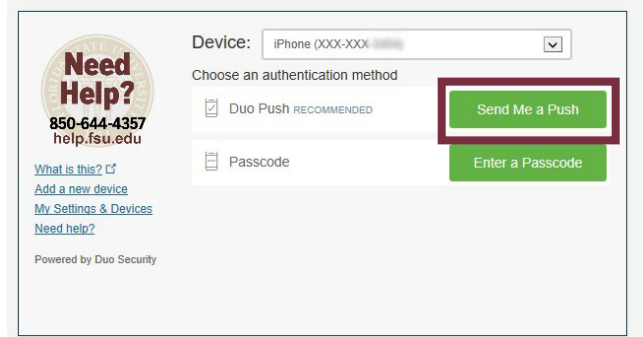 Need
Help?
850-644-4357
help.fsu.edu
What is this?
Add a new device
My Settings & Devices
Need help?
Powered by Duo Security
Device: iPhone (XXX-XXX
Choose an authentication method
Duo Push RECOMMENDED Send Me a Push
Passcode Enter a Passcode